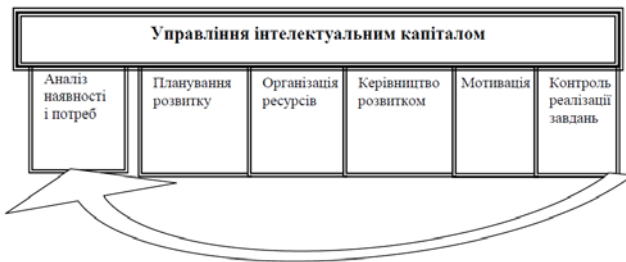 Управління інтелектуальним капіталом
Аналіз
наявності
і потреб
Планування
розвитку
Організація
ресурсів
Керівництво
розвитком
Мотивація
Контроль
реалізації
завдань